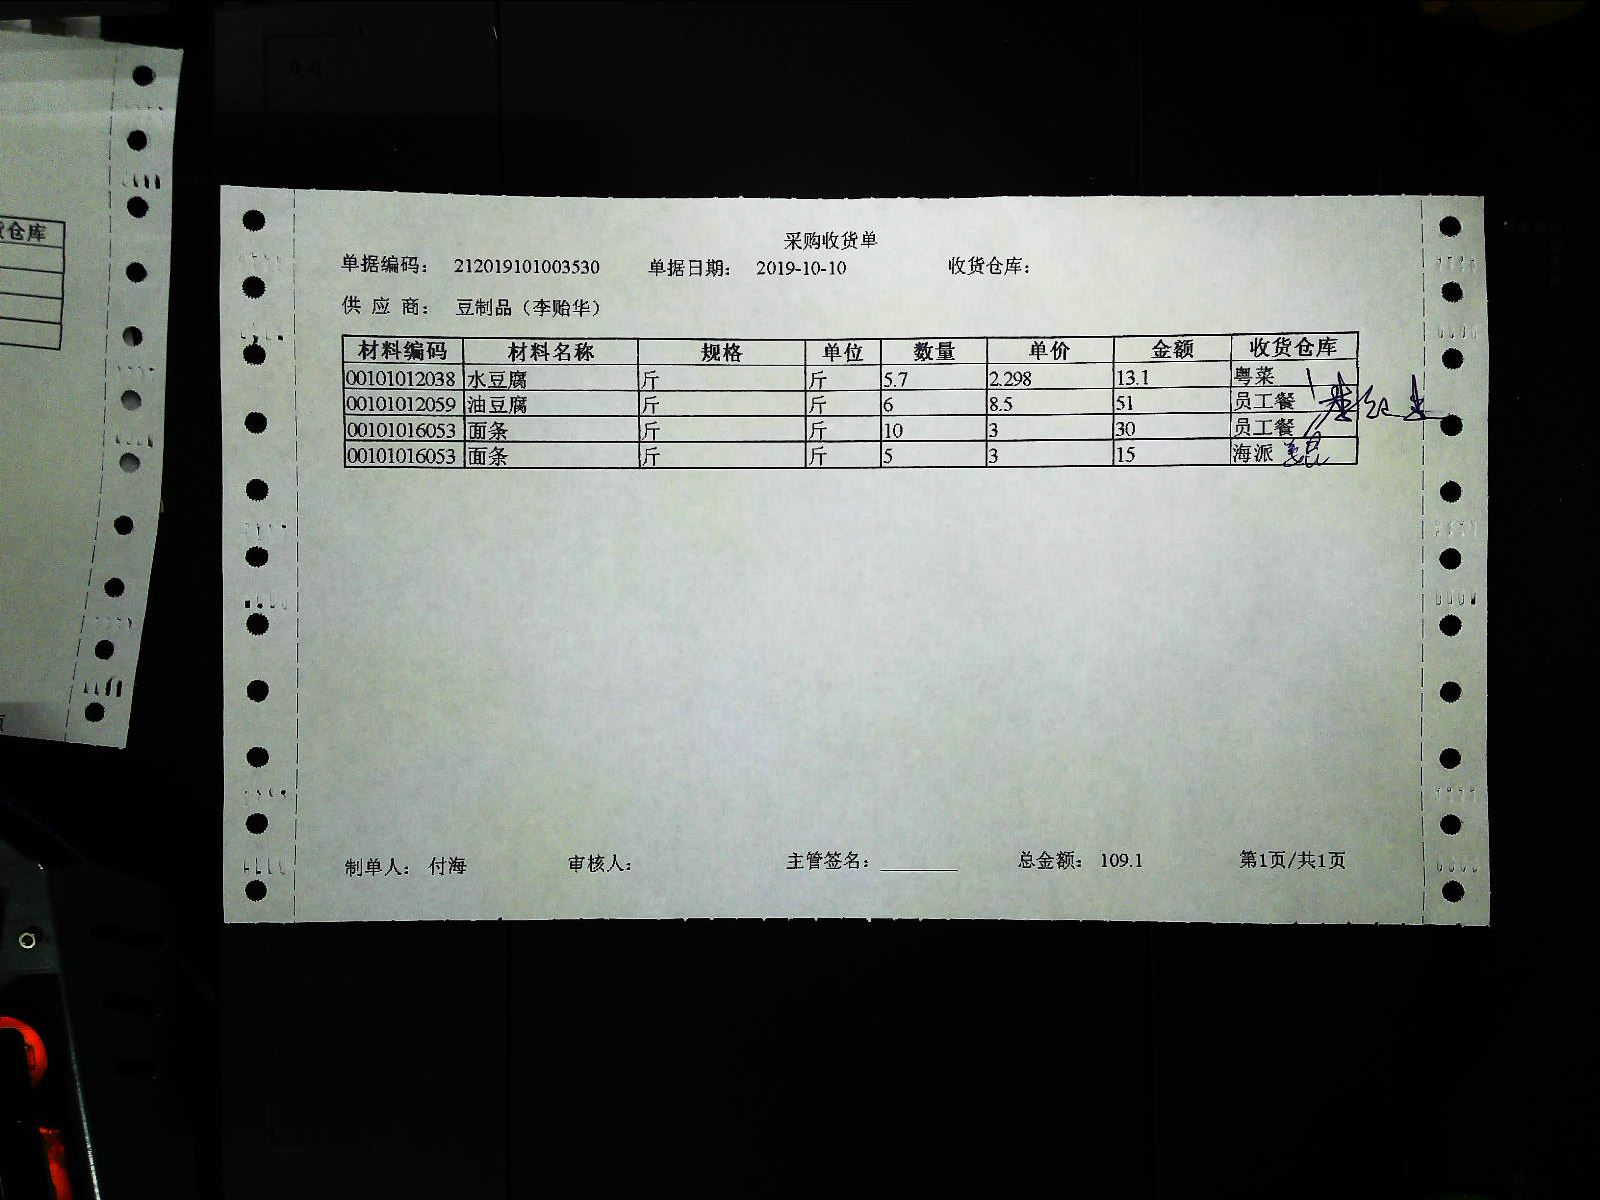 采购收货单
单据编码： 212019101003530 单据日期： 2019-10-10 收货仓库：
供 应 商： 豆制品（李贻华）
材料编码 材料名称 规格 单位 数量 单价 金额 收货仓库
00101012038 水豆腐 斤 斤 5.7 2.298 13.1 粤菜
00101012059 油豆腐 斤 斤 6 8.5 51 员工餐
00101016053 面条 斤 斤 10 3 30 员工餐
00101016053 面条 斤 斤 5 3 15 海派
制单人： 付海 审核人： 主管签名： 总金额： 109.1 第1页/共1页
仓库
A4